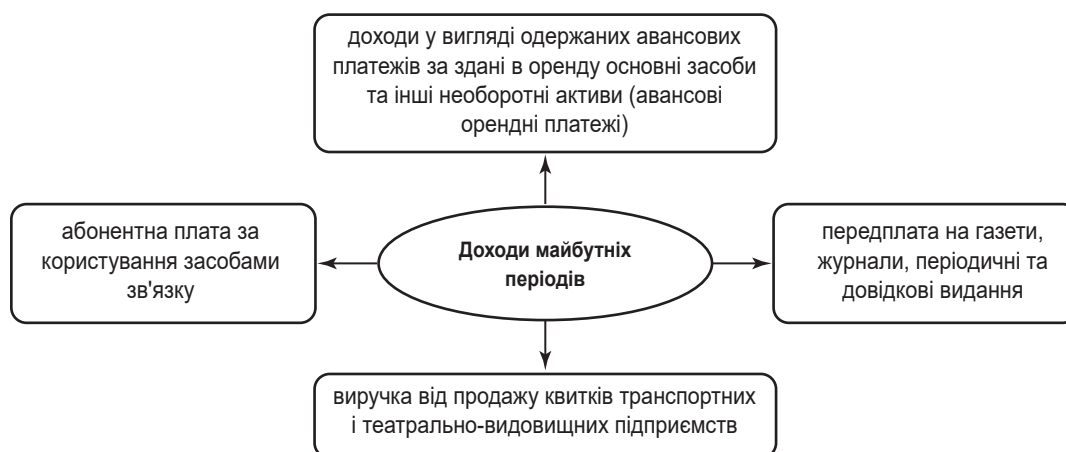 доходи у вигляді одержаних авансових
платежів за здані в оренду основні засоби
та інші необоротні активи (авансові
орендні платежі)
абонентна плата за
користування засобами
зв'язку
Доходи майбутніх
періодів
передплата на газети,
журнали, періодичні та
довідкові видання
виручка від продажу квитків транспортних
і театрально-видовищних підприємств